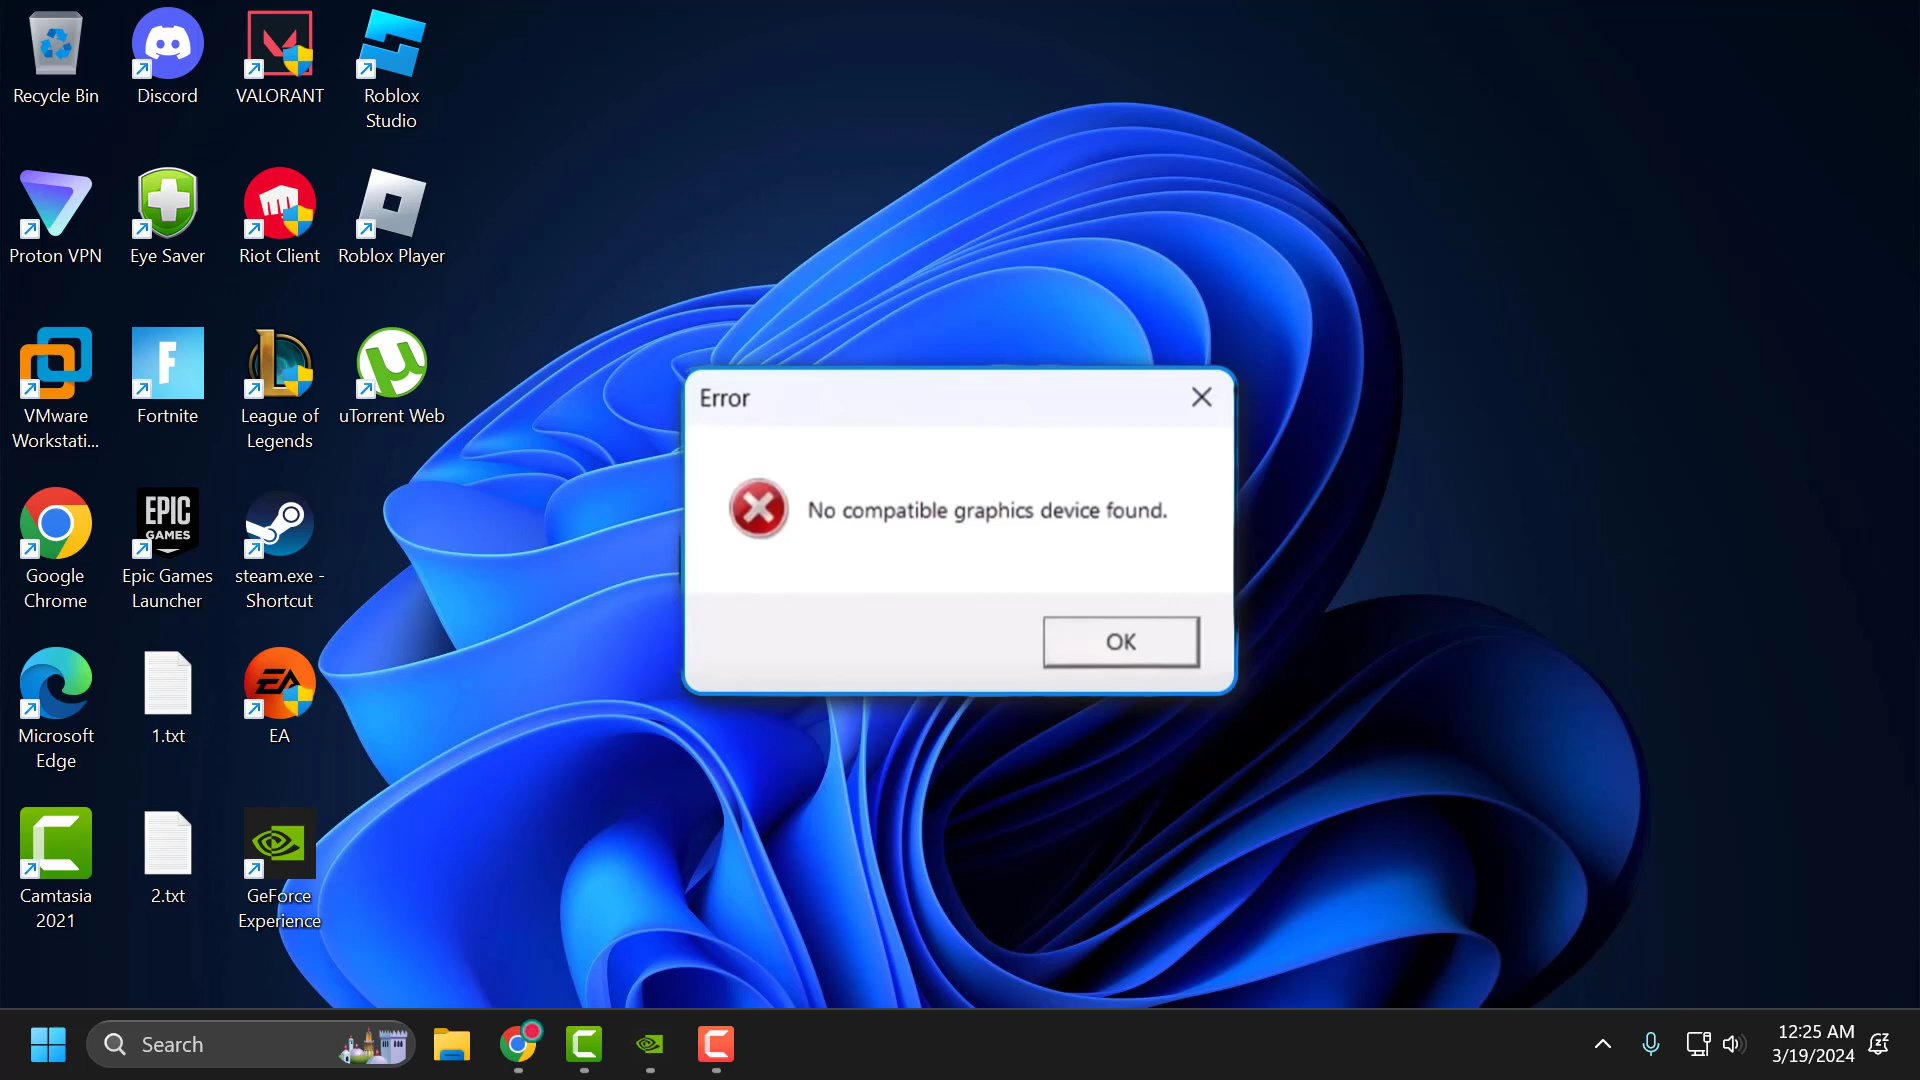 Recycle Bin
Discord
VALORANT
Roblox
Studio
Proton VPN
Eye Saver
Riot Client
Roblox Player
VMware
Workstati...
F
Fortnite
League of
Legends
µ
uTorrent Web
Google
Chrome
EPIC
GAMES
Epic Games
Launcher
steam.exe -
Shortcut
Microsoft
Edge
1.txt
EA
EA
Camtasia
2021
2.txt
GeForce
Experience
Error
No compatible graphics device found.
OK
Search
12:25 AM
3/19/2024